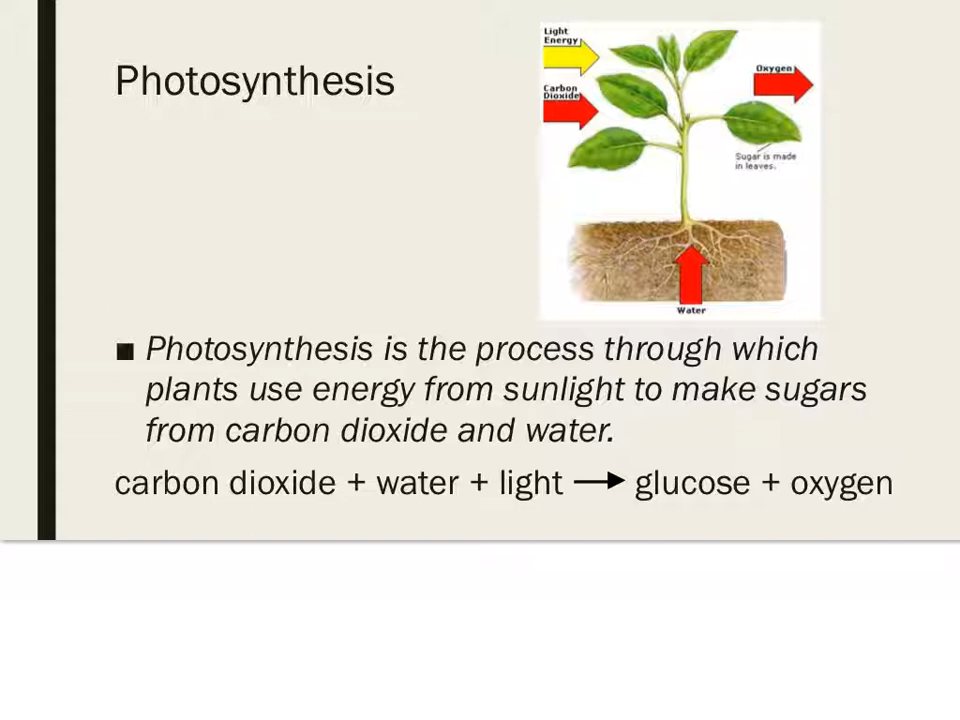 Photosynthesis
Light
Energy
Carbon
Dioxide
Oxygen
Sugar is made
in leaves.
Water
■ Photosynthesis is the process through which
plants use energy from sunlight to make sugars
from carbon dioxide and water.
carbon dioxide + water + light ⟶ glucose + oxygen